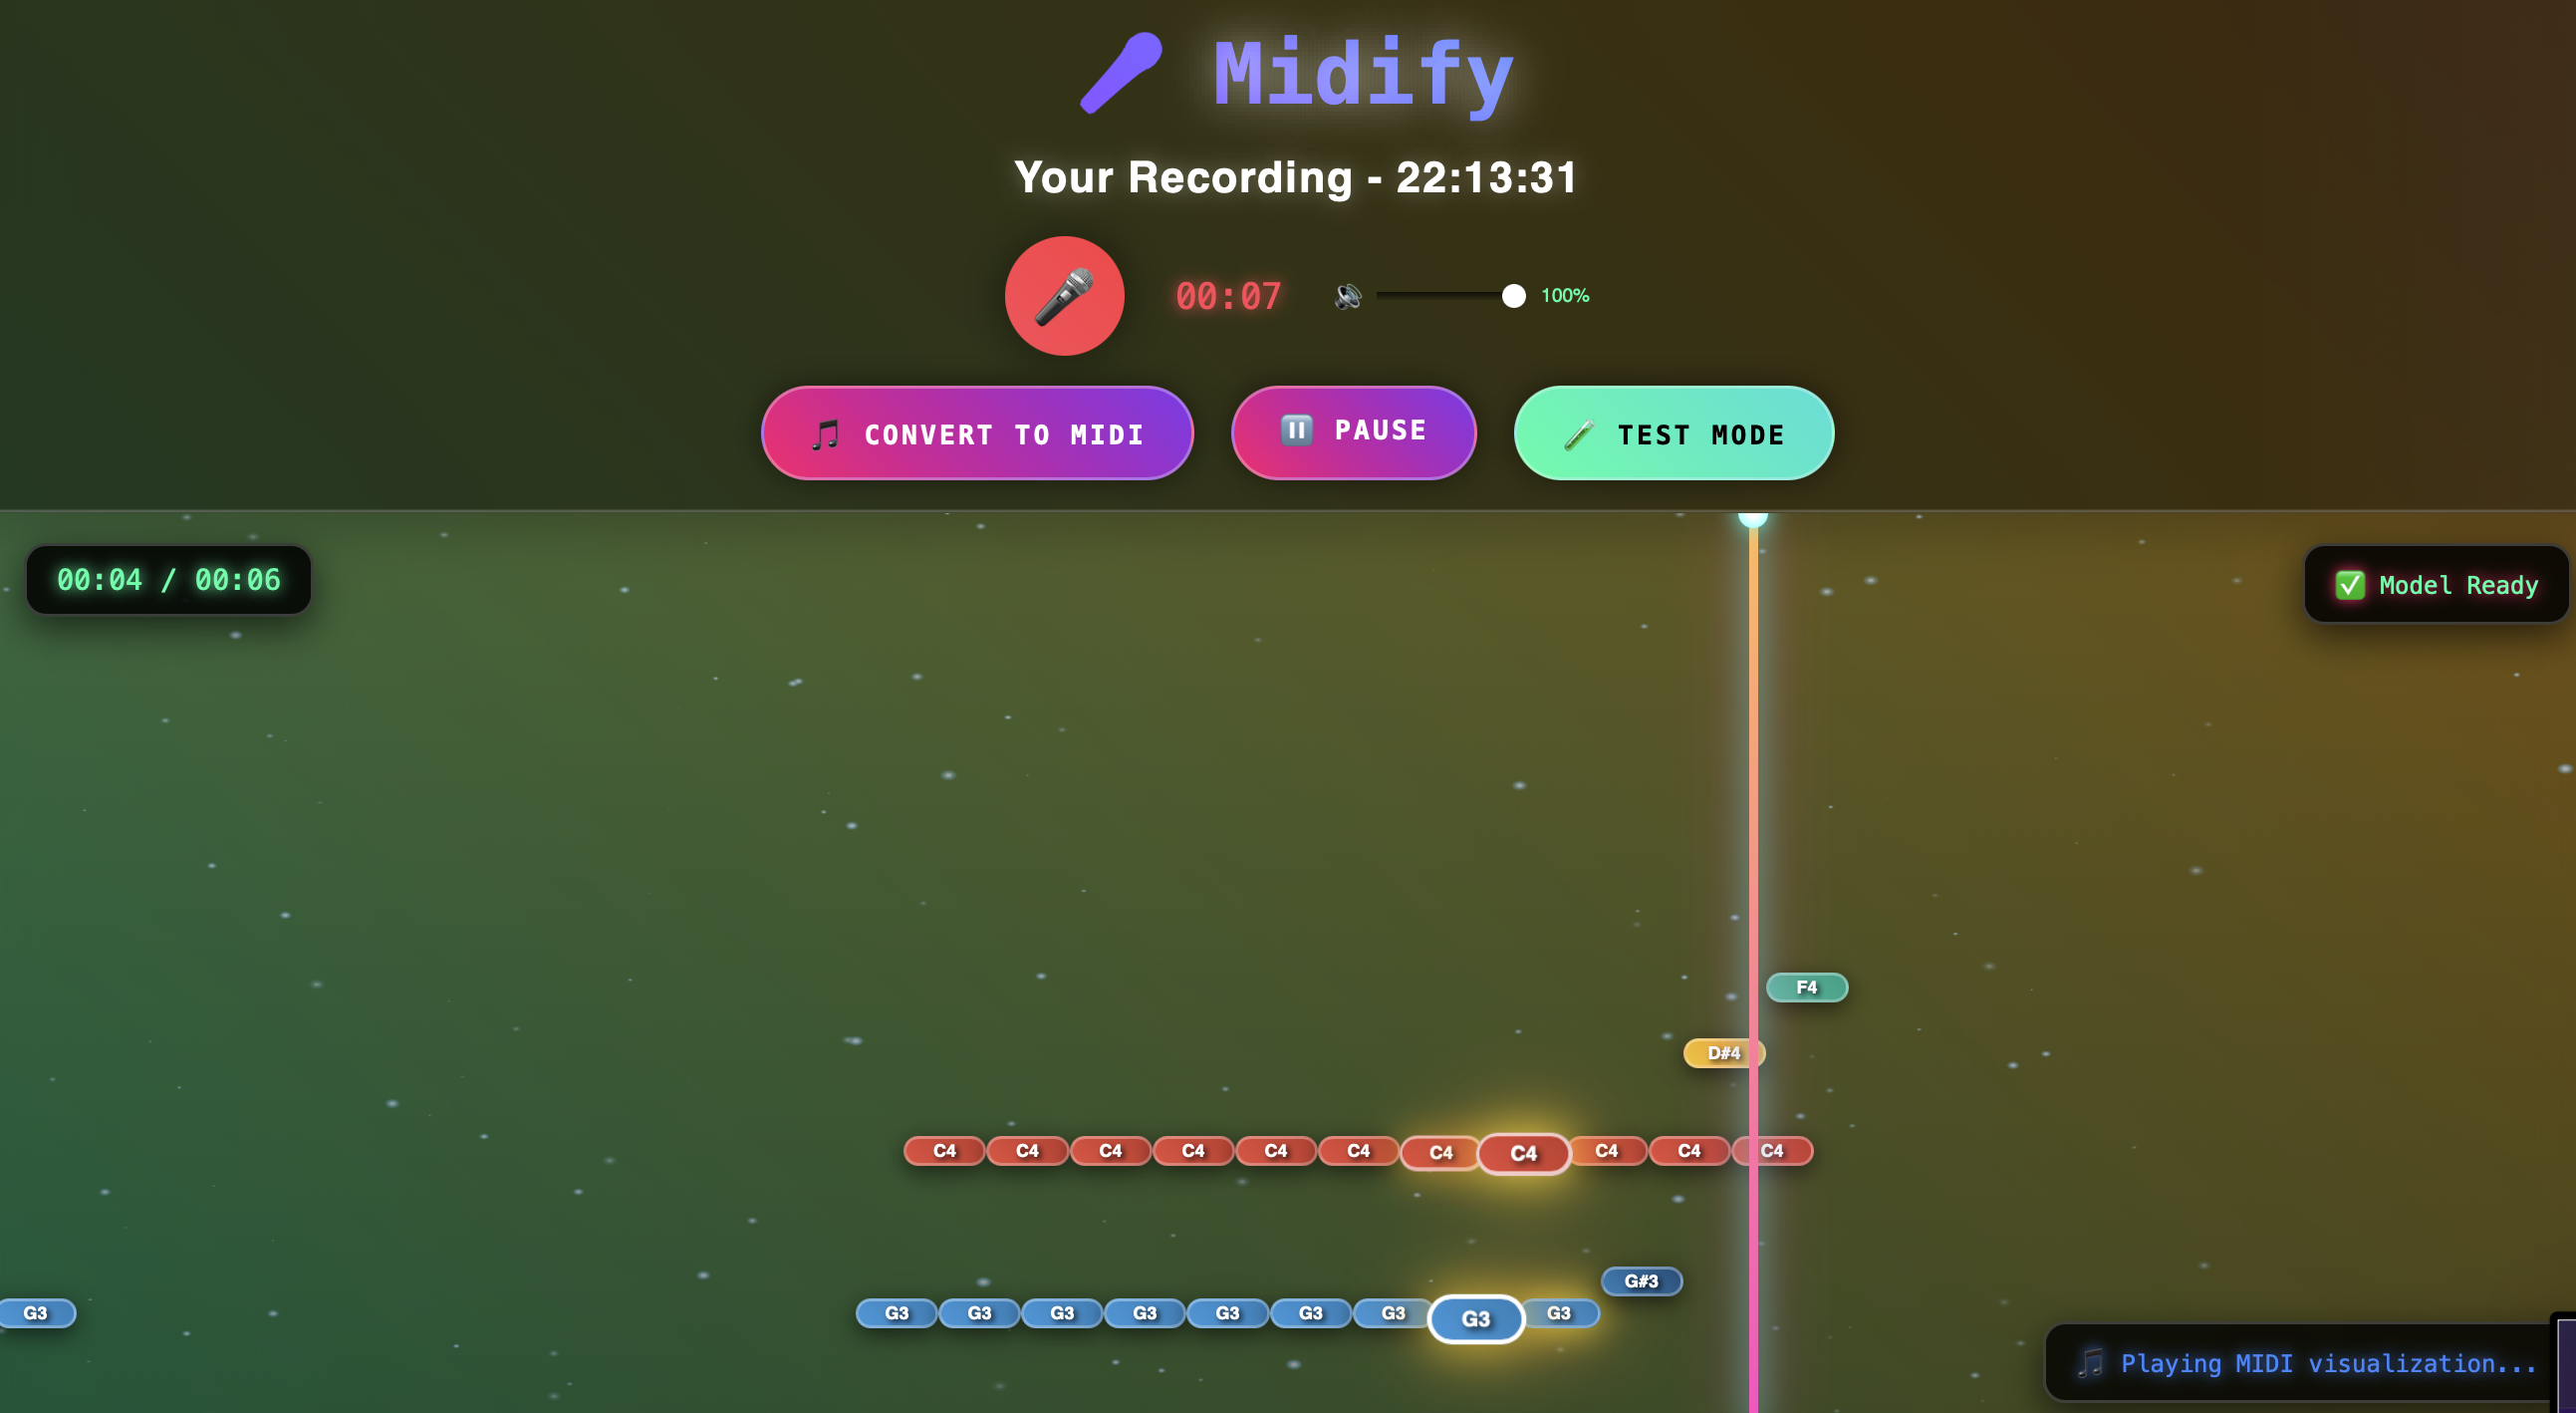 Midify
Your Recording - 22:13:31
00:07
100%
CONVERT TO MIDI
PAUSE
TEST MODE
00:04 / 00:06
Model Ready
F4
D#4
C4 C4 C4 C4 C4 C4 C4 C4 C4 C4 C4
G#3
G3 G3 G3 G3 G3 G3 G3 G3 G3 G3
Playing MIDI visualization...